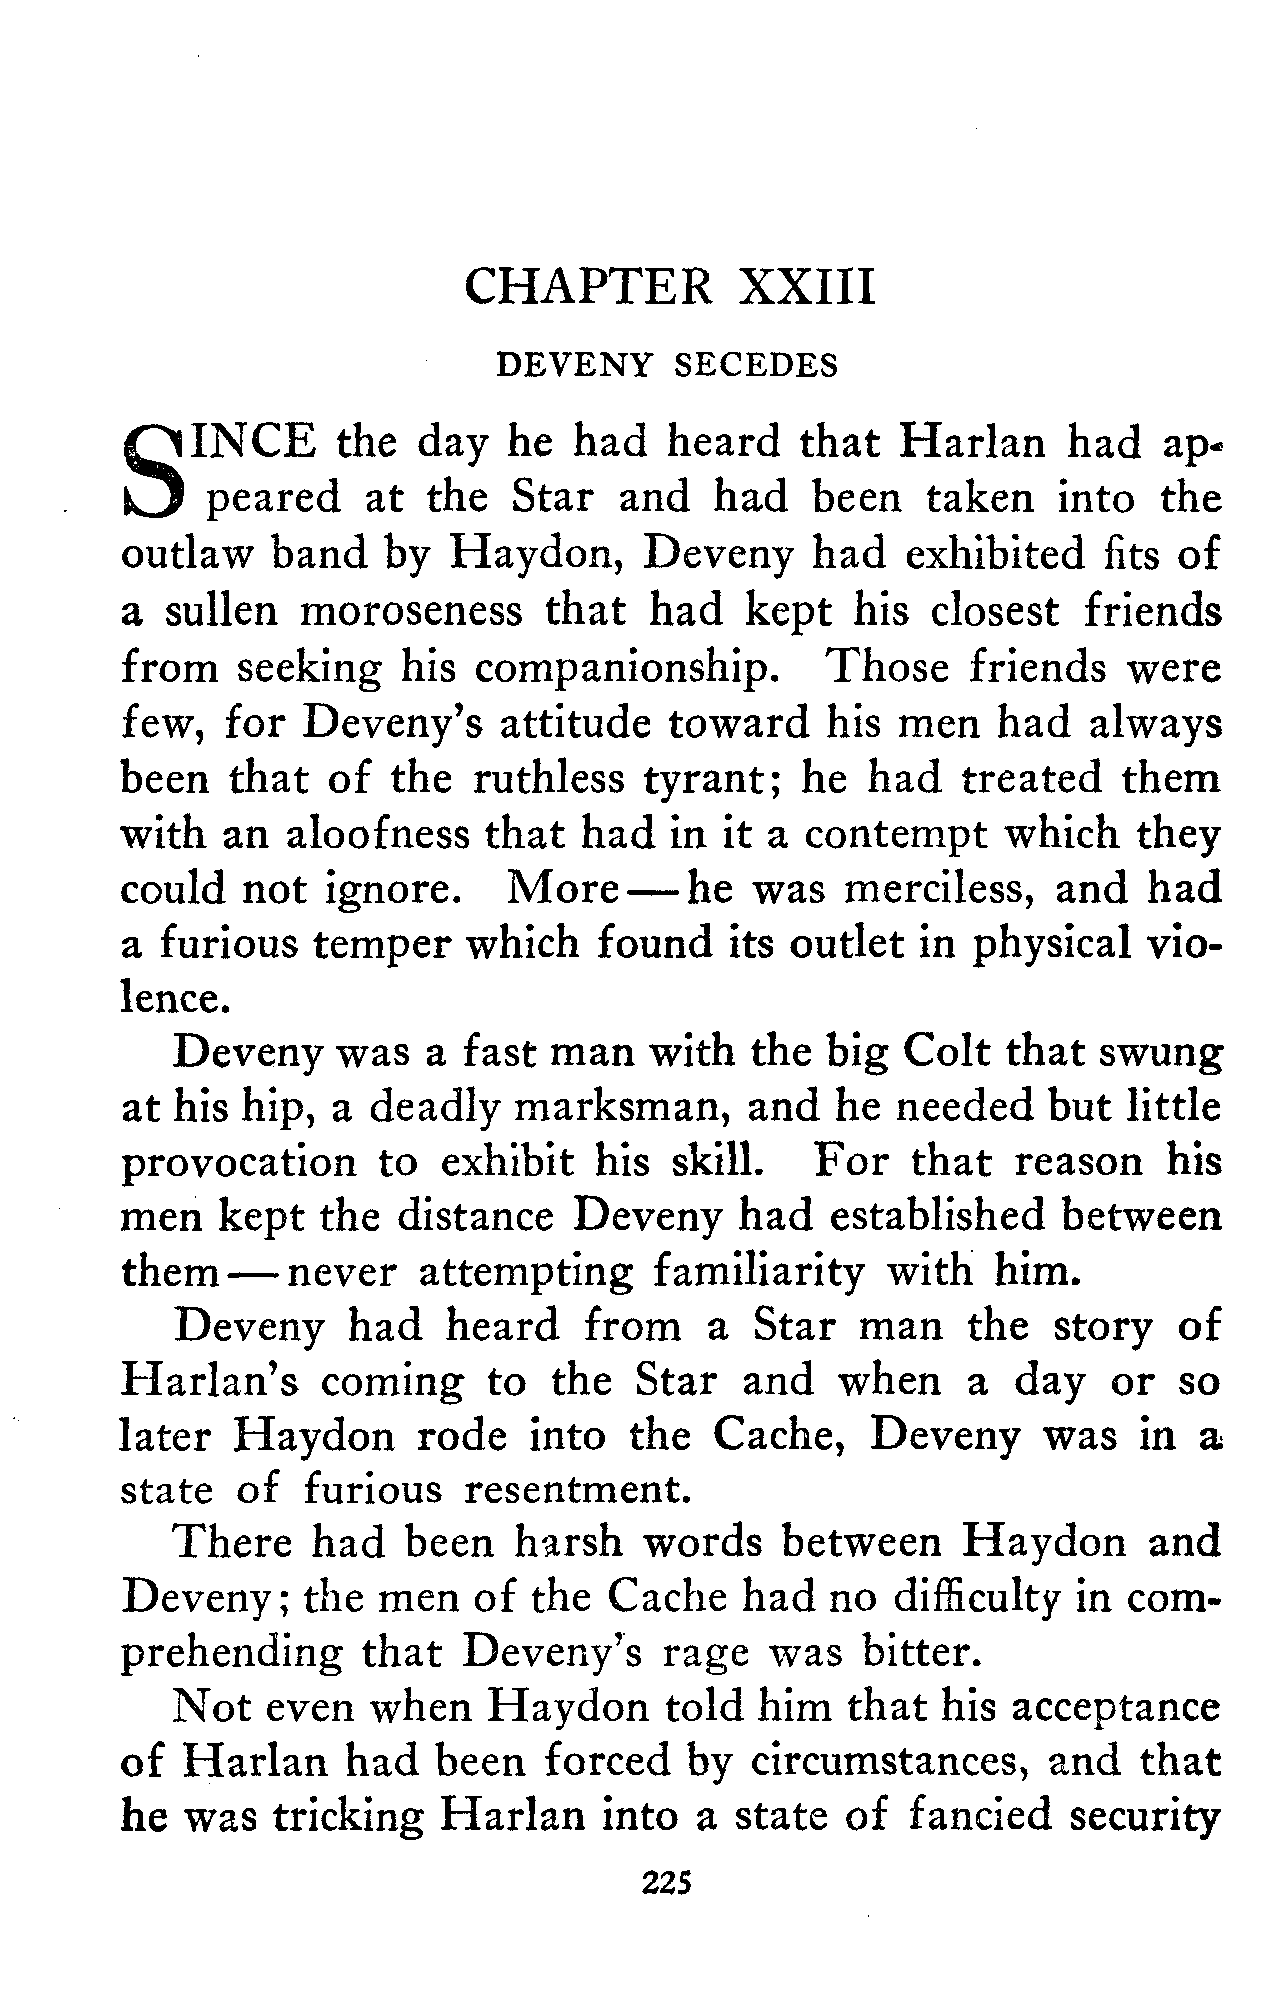 CHAPTER XXIII
DEVENY SECEDES
SINCE the day he had heard that Harlan had ap-
peared at the Star and had been taken into the
outlaw band by Haydon, Deveny had exhibited fits of
a sullen moroseness that had kept his closest friends
from seeking his companionship. Those friends were
few, for Deveny's attitude toward his men had always
been that of the ruthless tyrant; he had treated them
with an aloofness that had in it a contempt which they
could not ignore. More — he was merciless, and had
a furious temper which found its outlet in physical vio-
lence.
Deveny was a fast man with the big Colt that swung
at his hip, a deadly marksman, and he needed but little
provocation to exhibit his skill. For that reason his
men kept the distance Deveny had established between
them — never attempting familiarity with him.
Deveny had heard from a Star man the story of
Harlan's coming to the Star and when a day or so
later Haydon rode into the Cache, Deveny was in a
state of furious resentment.
There had been harsh words between Haydon and
Deveny; the men of the Cache had no difficulty in com-
prehending that Deveny's rage was bitter.
Not even when Haydon told him that his acceptance
of Harlan had been forced by circumstances, and that
he was tricking Harlan into a state of fancied security
225